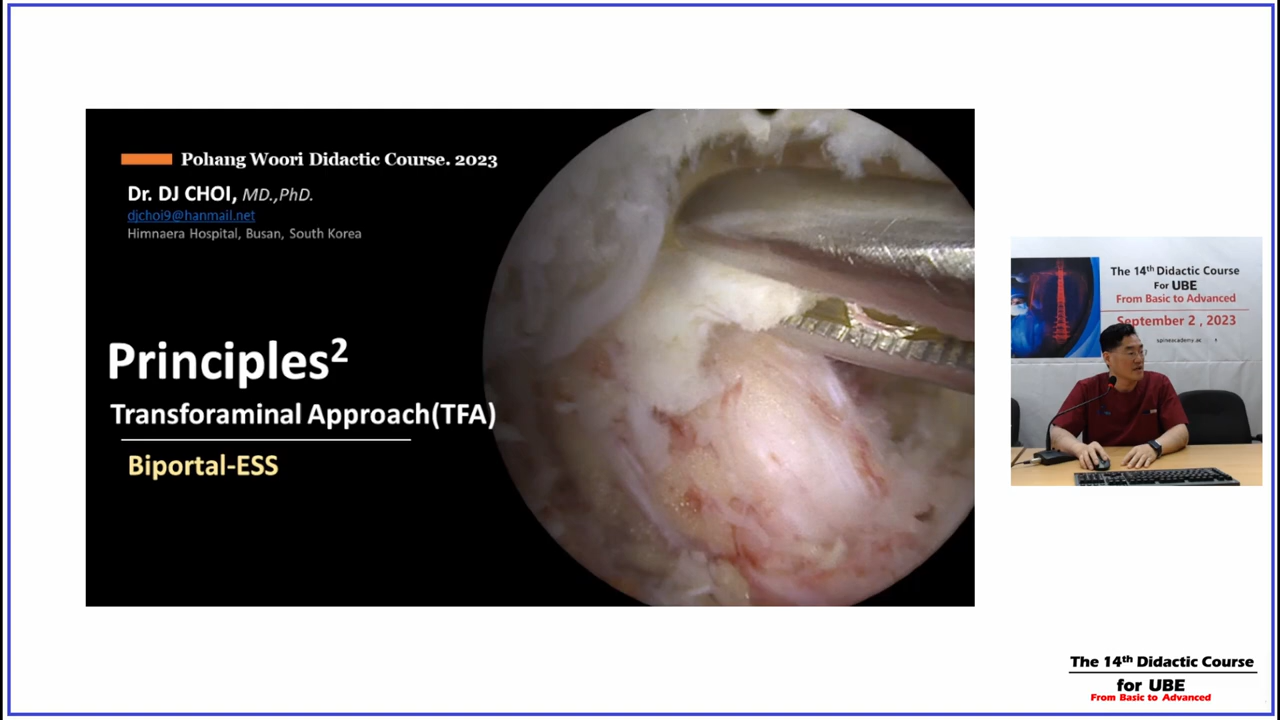 Pohang Woori Didactic Course. 2023
Dr. DJ CHOI, MD.,PhD.
djchoi9@hanmail.net
Himnaera Hospital, Busan, South Korea
Principles²
Transforaminal Approach(TFA)
Biportal-ESS
The 14th Didactic Course
For UBE
From Basic to Advanced
September 2 , 2023
spineacademy.ac
The 14th Didactic Course
for UBE
From Basic to Advanced